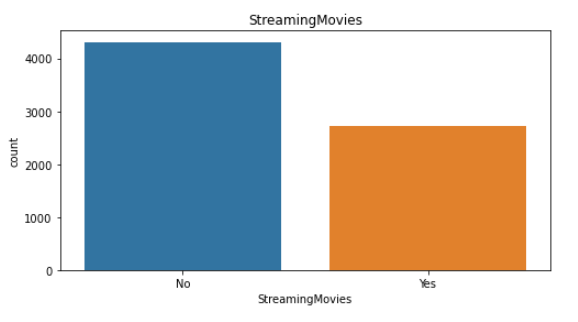 StreamingMovies
4000
3000
2000
1000
0
count
No Yes
StreamingMovies